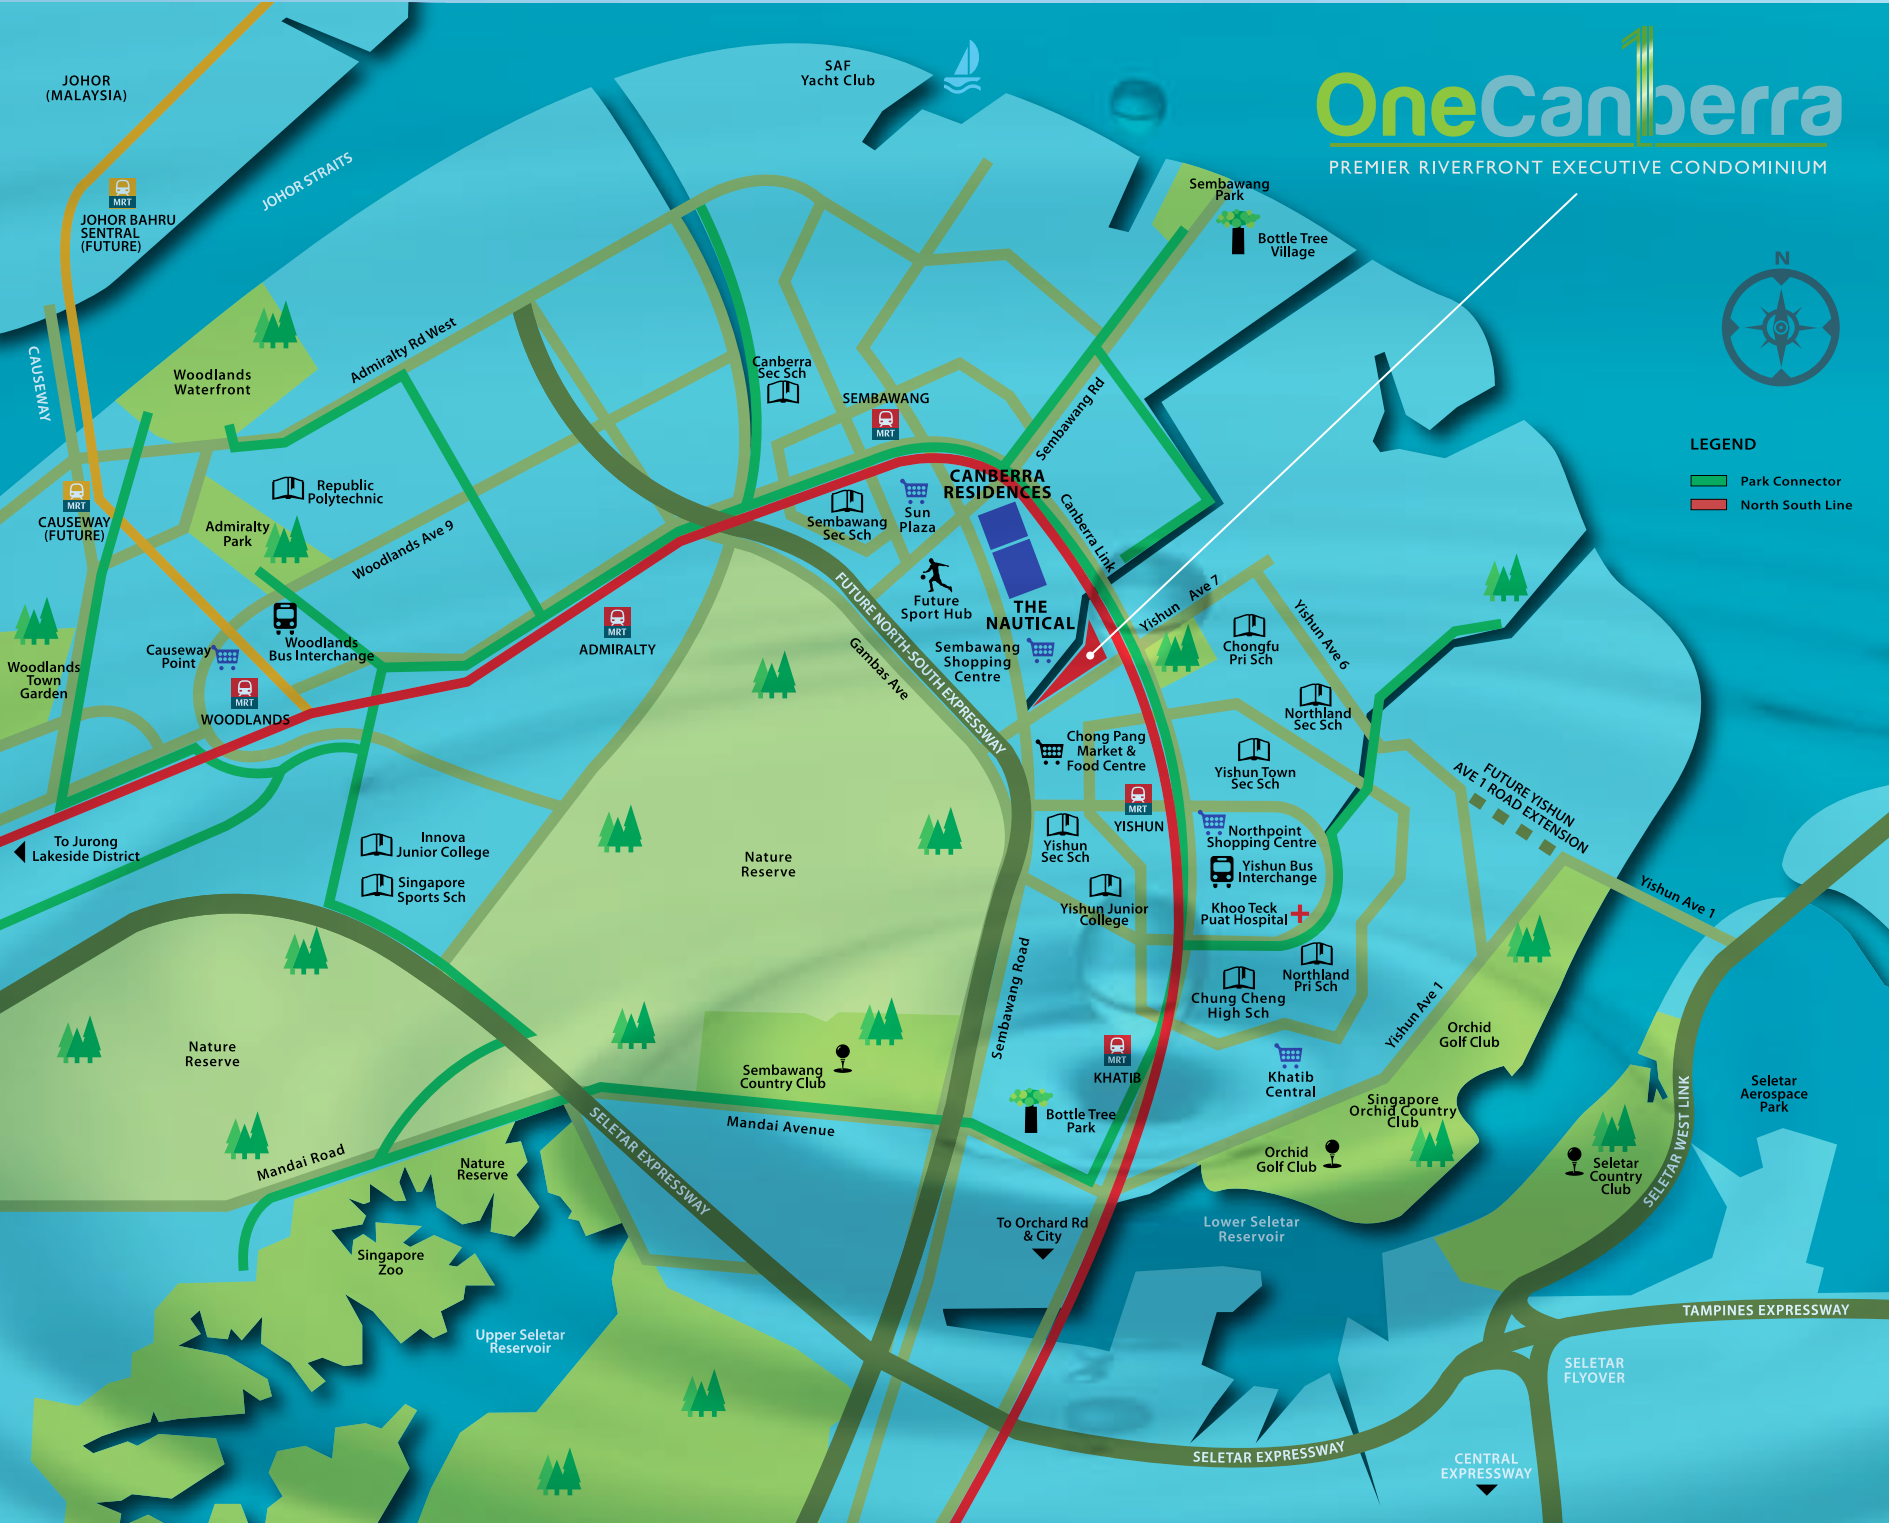 OneCanberra
PREMIER RIVERFRONT EXECUTIVE CONDOMINIUM
N
LEGEND
Park Connector
North South Line
JOHOR
(MALAYSIA)
SAF
Yacht Club
JOHOR STRAITS
MRT
JOHOR BAHRU
SENTRAL
(FUTURE)
Sembawang
Park
Bottle Tree
Village
CAUSEWAY
Woodlands
Waterfront
Admiralty Rd West
Canberra
Sec Sch
SEMBAWANG
MRT
Sembawang Rd
CANBERRA
RESIDENCES
Republic
Polytechnic
MRT
CAUSEWAY
(FUTURE)
Admiralty
Park
Woodlands Ave 9
Sembawang
Sec Sch
Sun
Plaza
Canberra Link
FUTURE NORTH-SOUTH EXPRESSWAY
Future
Sport Hub
THE
NAUTICAL
Yishun Ave 7
Yishun Ave 6
Chongfu
Pri Sch
Woodlands
Bus Interchange
Causeway
Point
MRT
ADMIRALTY
Gambas Ave
Sembawang
Shopping
Centre
Woodlands
Town
Garden
MRT
WOODLANDS
Northland
Sec Sch
Chong Pang
Market &
Food Centre
Yishun Town
Sec Sch
FUTURE YISHUN
AVE 1 ROAD EXTENSION
MRT
YISHUN
Northpoint
Shopping Centre
Yishun
Sec Sch
Yishun Bus
Interchange
To Jurong
Lakeside District
Innova
Junior College
Singapore
Sports Sch
Nature
Reserve
Yishun Junior
College
Khoo Teck
Puat Hospital
Yishun Ave 1
Sembawang Road
Northland
Pri Sch
Chung Cheng
High Sch
Yishun Ave 1
Orchid
Golf Club
Nature
Reserve
Sembawang
Country Club
MRT
KHATIB
Khatib
Central
Singapore
Orchid Country
Club
Seletar
Aerospace
Park
SELETAR WEST LINK
Bottle Tree
Park
Mandai Avenue
SELETAR EXPRESSWAY
Mandai Road
Nature
Reserve
Orchid
Golf Club
Seletar
Country
Club
To Orchard Rd
& City
Lower Seletar
Reservoir
Singapore
Zoo
Upper Seletar
Reservoir
TAMPINES EXPRESSWAY
SELETAR
FLYOVER
SELETAR EXPRESSWAY
CENTRAL
EXPRESSWAY